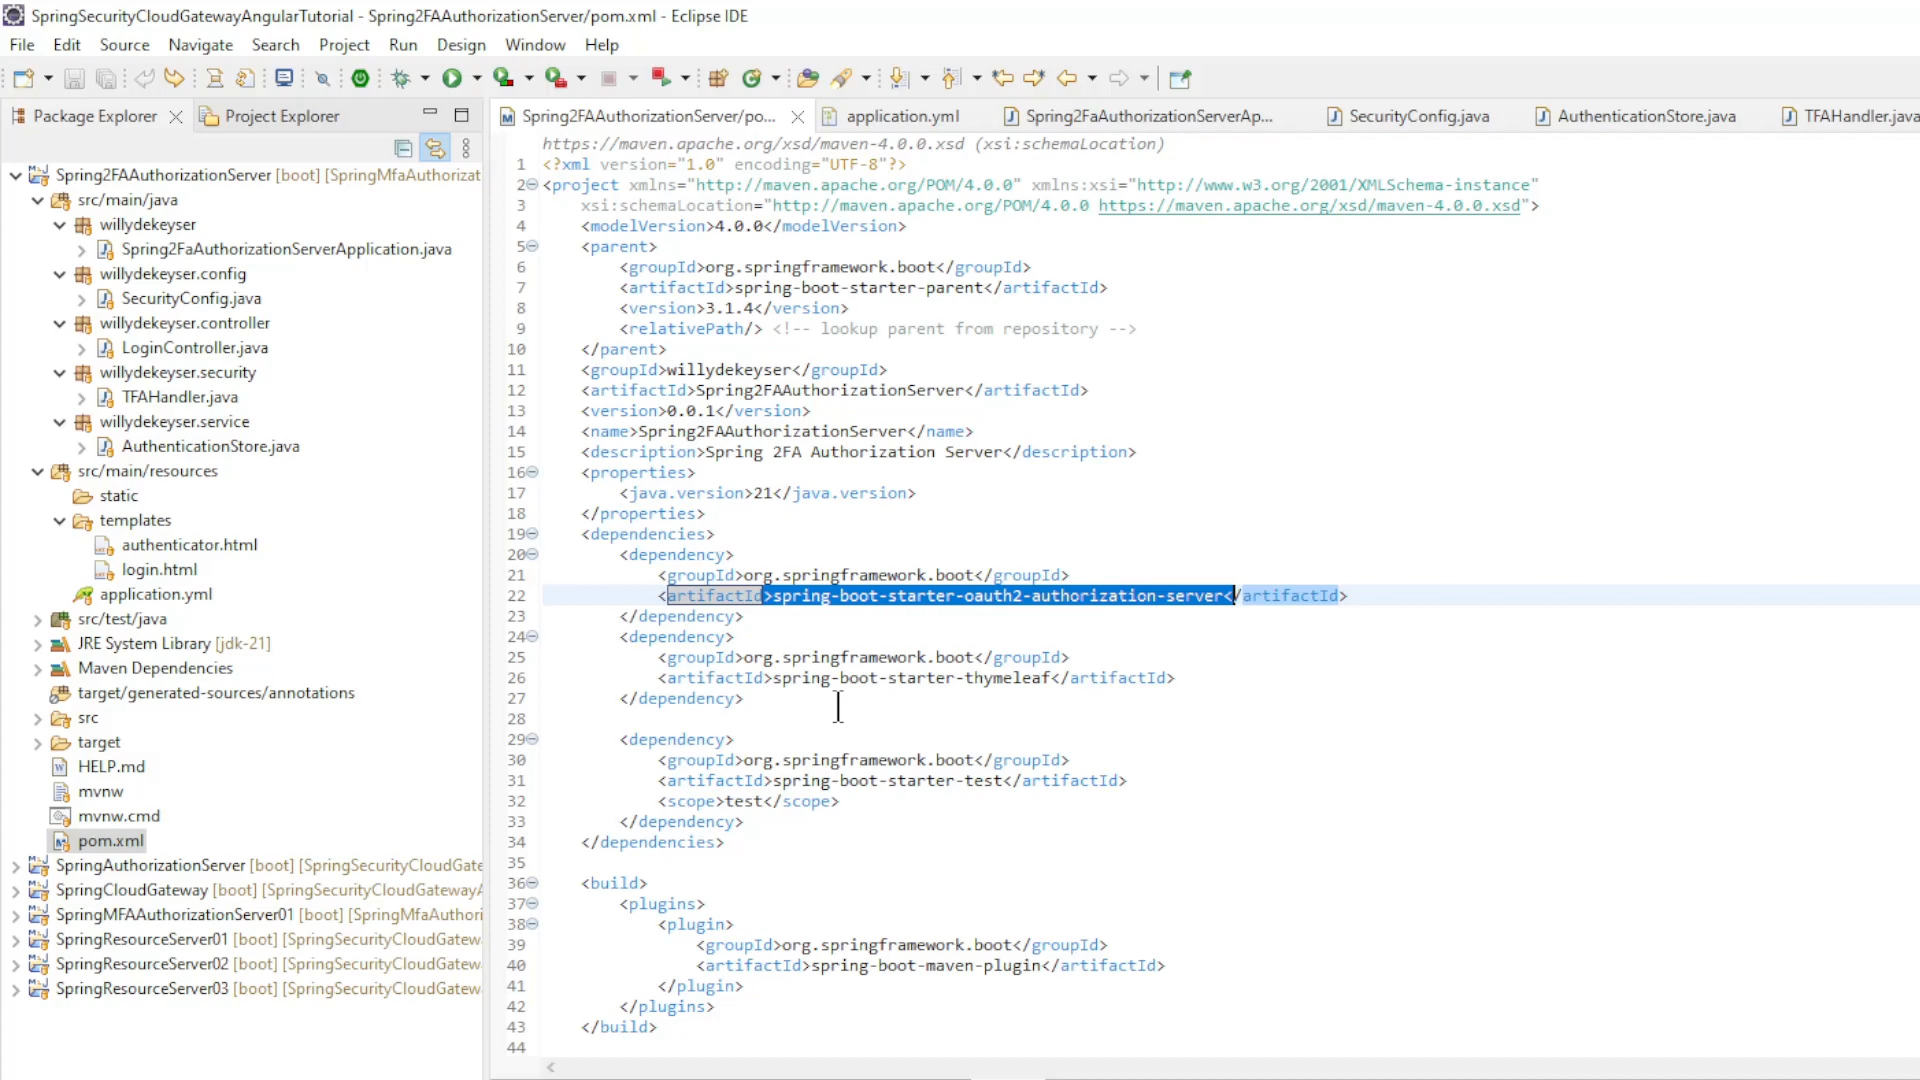 SpringSecurityCloudGatewayAngularTutorial - Spring2FAAuthorizationServer/pom.xml - Eclipse IDE
File Edit Source Navigate Search Project Run Design Window Help
Package Explorer
Project Explorer
Spring2FAAuthorizationServer [boot] [SpringMfaAuthorizat
src/main/java
willydekeyser
Spring2FaAuthorizationServerApplication.java
willydekeyser.config
SecurityConfig.java
willydekeyser.controller
LoginController.java
willydekeyser.security
TFAHandler.java
willydekeyser.service
AuthenticationStore.java
src/main/resources
static
templates
authenticator.html
login.html
application.yml
src/test/java
JRE System Library [jdk-21]
Maven Dependencies
target/generated-sources/annotations
src
target
HELP.md
mvnw
mvnw.cmd
pom.xml
SpringAuthorizationServer [boot] [SpringSecurityCloudGate
SpringCloudGateway [boot] [SpringSecurityCloudGatewayA
SpringMFAAuthorizationServer01 [boot] [SpringMfaAuthori
SpringResourceServer01 [boot] [SpringSecurityCloudGatew
SpringResourceServer02 [boot] [SpringSecurityCloudGatew
SpringResourceServer03 [boot] [SpringSecurityCloudGatew
Spring2FAAuthorizationServer/po... application.yml Spring2FaAuthorizationServerAp... SecurityConfig.java AuthenticationStore.java TFAHandler.java
https://maven.apache.org/xsd/maven-4.0.0.xsd (xsi:schemaLocation)
1 <?xml version="1.0" encoding="UTF-8"?>
2 <project xmlns="http://maven.apache.org/POM/4.0.0" xmlns:xsi="http://www.w3.org/2001/XMLSchema-instance"
3 xsi:schemaLocation="http://maven.apache.org/POM/4.0.0 https://maven.apache.org/xsd/maven-4.0.0.xsd">
4 <modelVersion>4.0.0</modelVersion>
5 <parent>
6 <groupId>org.springframework.boot</groupId>
7 <artifactId>spring-boot-starter-parent</artifactId>
8 <version>3.1.4</version>
9 <relativePath/> <!-- lookup parent from repository -->
10 </parent>
11 <groupId>willydekeyser</groupId>
12 <artifactId>Spring2FAAuthorizationServer</artifactId>
13 <version>0.0.1</version>
14 <name>Spring2FAAuthorizationServer</name>
15 <description>Spring 2FA Authorization Server</description>
16 <properties>
17 <java.version>21</java.version>
18 </properties>
19 <dependencies>
20 <dependency>
21 <groupId>org.springframework.boot</groupId>
22 <artifactId>spring-boot-starter-oauth2-authorization-server</artifactId>
23 </dependency>
24 <dependency>
25 <groupId>org.springframework.boot</groupId>
26 <artifactId>spring-boot-starter-thymeleaf</artifactId>
27 </dependency>
28
29 <dependency>
30 <groupId>org.springframework.boot</groupId>
31 <artifactId>spring-boot-starter-test</artifactId>
32 <scope>test</scope>
33 </dependency>
34 </dependencies>
35
36 <build>
37 <plugins>
38 <plugin>
39 <groupId>org.springframework.boot</groupId>
40 <artifactId>spring-boot-maven-plugin</artifactId>
41 </plugin>
42 </plugins>
43 </build>
44